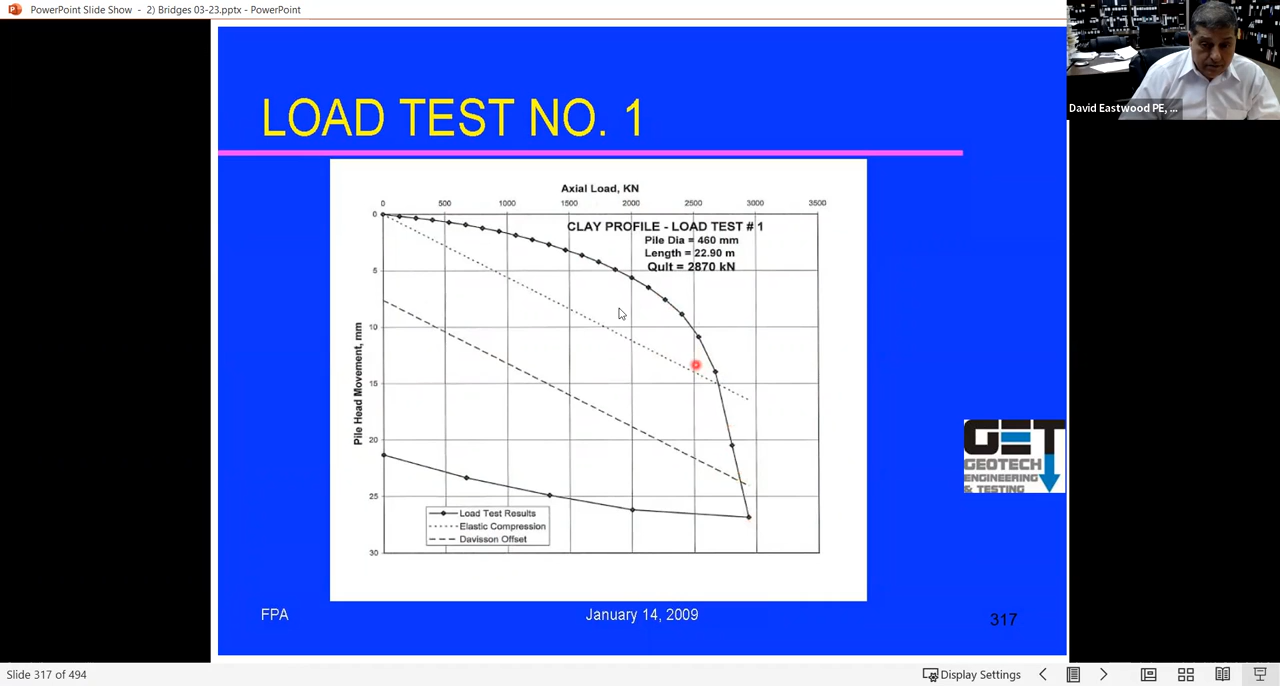 PowerPoint Slide Show - 2) Bridges 03-23.pptx - PowerPoint
David Eastwood PE, ...
LOAD TEST NO. 1
Axial Load, KN
0 500 1000 1500 2000 2500 3000 3500
CLAY PROFILE - LOAD TEST # 1
Pile Dia = 460 mm
Length = 22.90 m
Qult = 2870 kN
Pile Head Movement, mm
0
5
10
15
20
25
30
Load Test Results
Elastic Compression
Davisson Offset
GET
GEOTECH
ENGINEERING
& TESTING
FPA
January 14, 2009
317
Slide 317 of 494
Display Settings